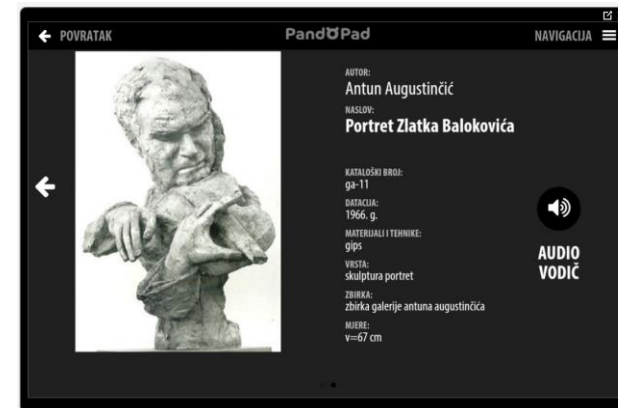 POVRATAK
PandoPad
NAVIGACIJA
AUTOR:
Antun Augustinčić
NASLOV:
Portret Zlatka Balokovića
KATALOŠKI BROJ:
ga-11
DATACIJA:
1966. g.
MATERIJALI I TEHNIKE:
gips
VRSTA:
skulptura portret
ZBIRKA:
zbirka galerije antuna augustinčića
MJERE:
v=67 cm
AUDIO
VODIČ